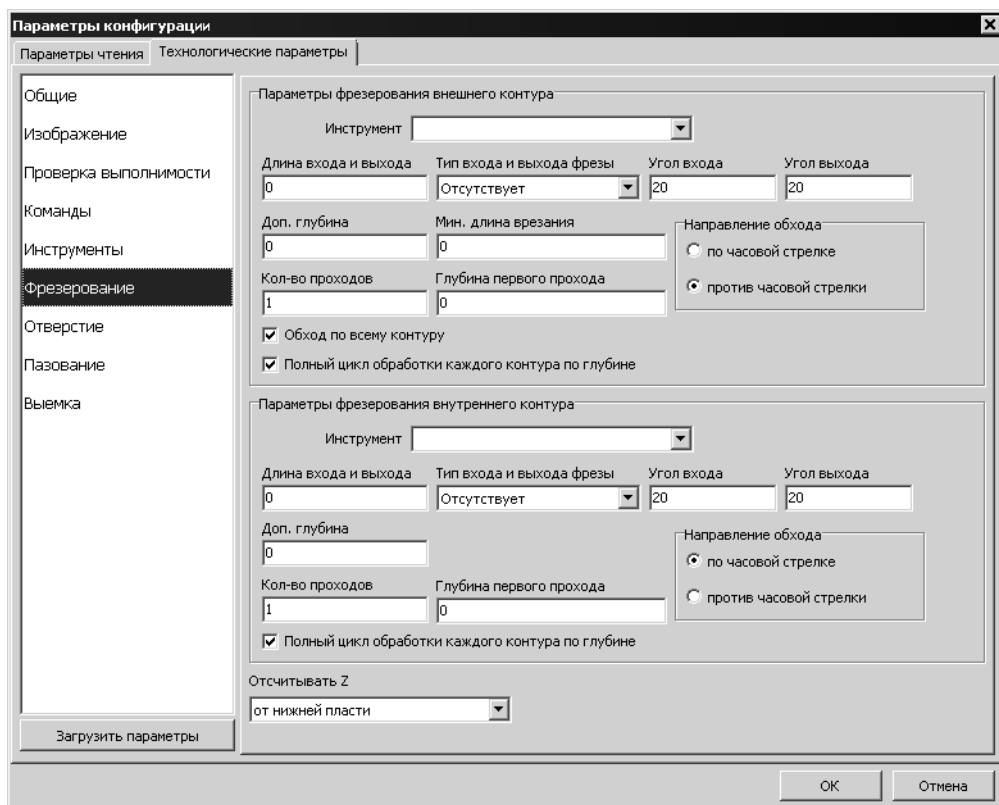 Параметры конфигурации
Параметры чтения Технологические параметры
Общие
Изображение
Проверка выполнимости
Команды
Инструменты
Фрезерование
Отверстие
Пазование
Выемка
Загрузить параметры
Параметры фрезерования внешнего контура
Инструмент
Длина входа и выхода Тип входа и выхода фрезы Угол входа Угол выхода
0 Отсутствует 20 20
Доп. глубина Мин. длина врезания Направление обхода
0 0 по часовой стрелке
Кол-во проходов Глубина первого прохода против часовой стрелки
1 0
Обход по всему контуру
Полный цикл обработки каждого контура по глубине
Параметры фрезерования внутреннего контура
Инструмент
Длина входа и выхода Тип входа и выхода фрезы Угол входа Угол выхода
0 Отсутствует 20 20
Доп. глубина Направление обхода
0 по часовой стрелке
Кол-во проходов Глубина первого прохода против часовой стрелки
1 0
Полный цикл обработки каждого контура по глубине
Отсчитывать Z
от нижней пласти
OK Отмена